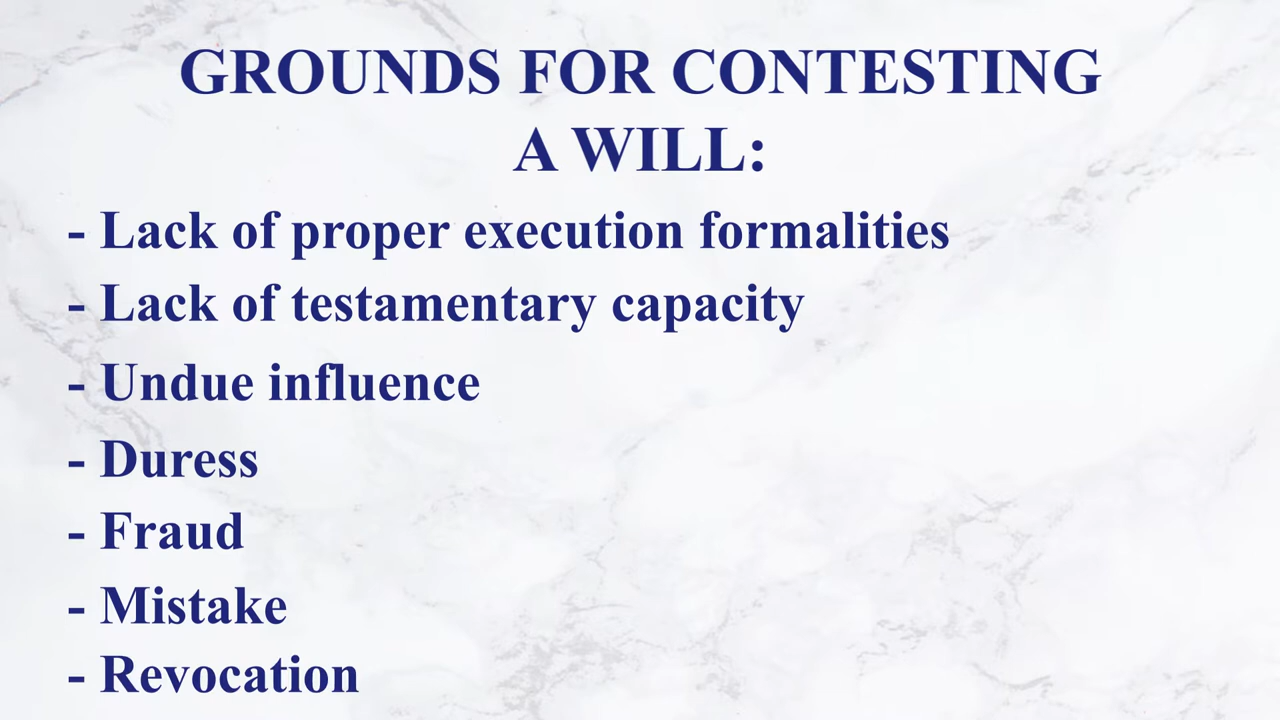 GROUNDS FOR CONTESTING
A WILL:
- Lack of proper execution formalities
- Lack of testamentary capacity
- Undue influence
- Duress
- Fraud
- Mistake
- Revocation